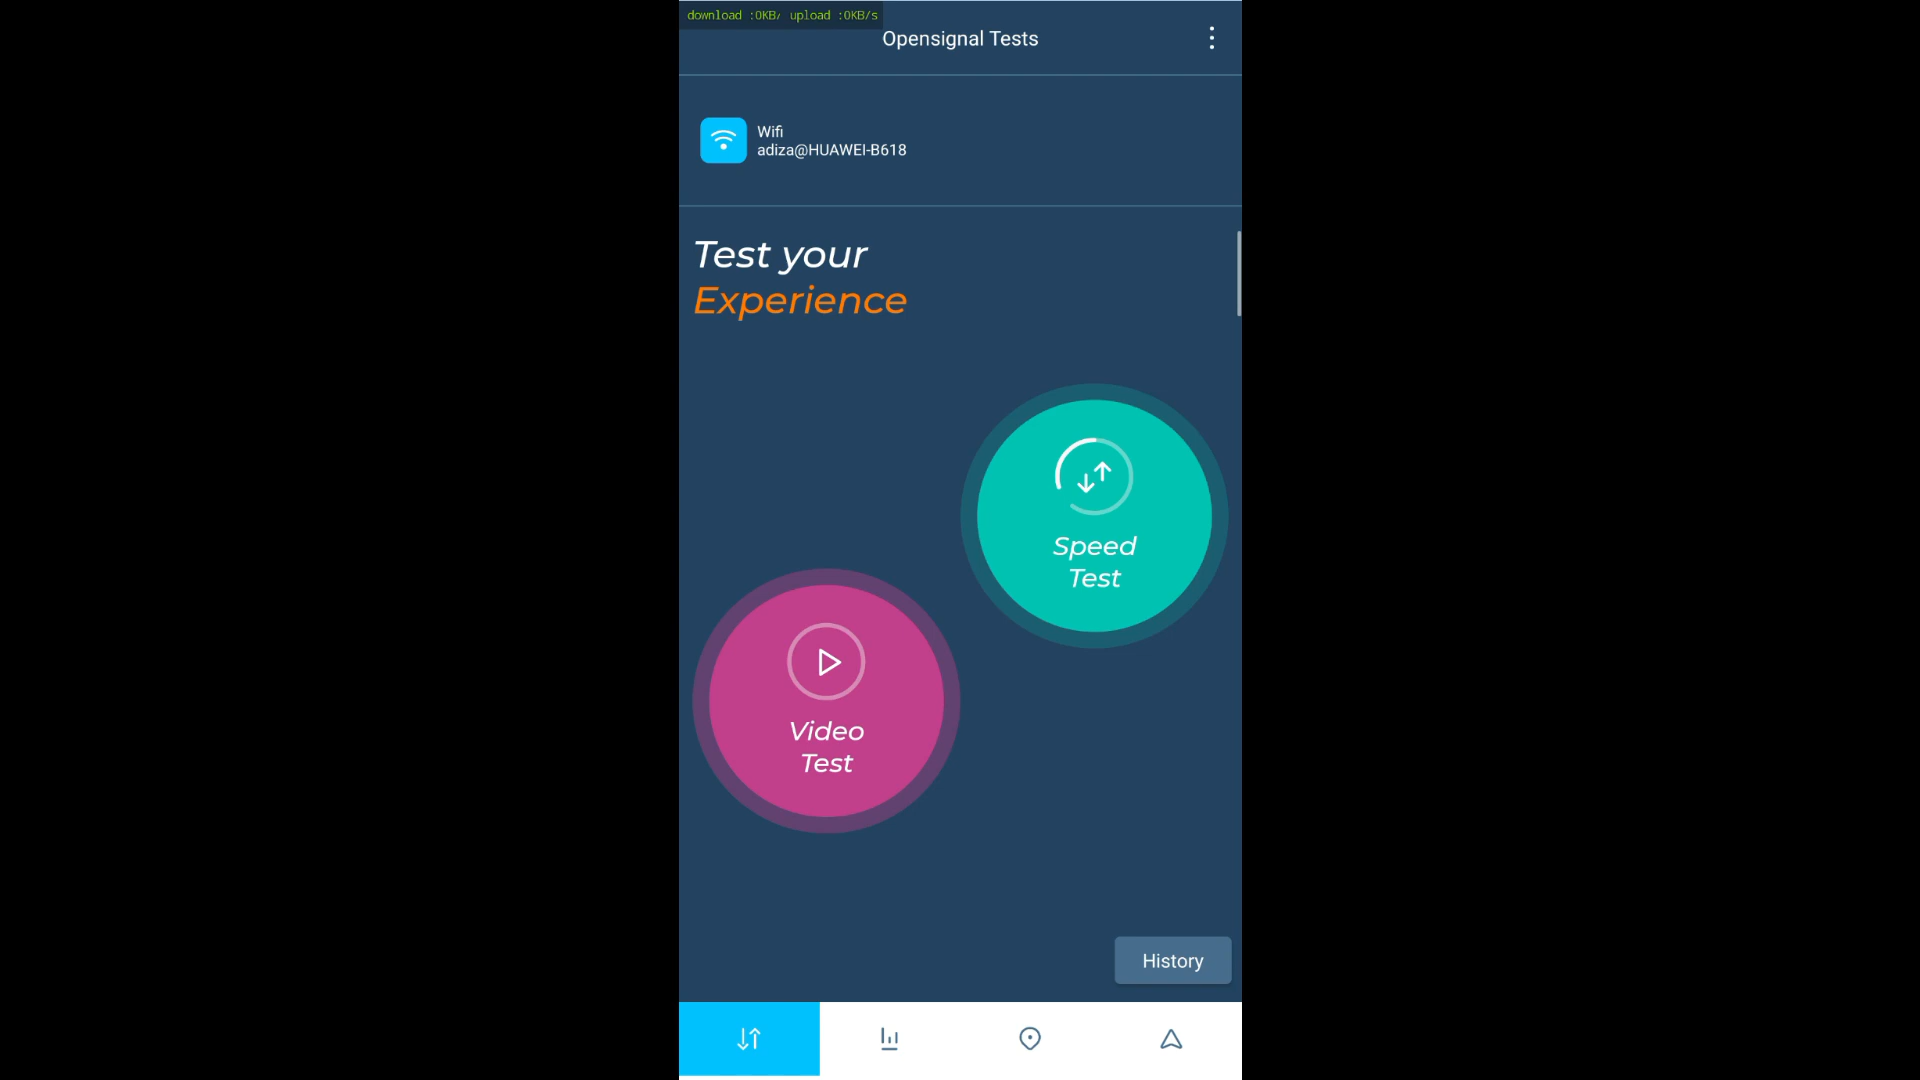 download :0KB/ upload :0KB/s
Opensignal Tests
Wifi
adiza@HUAWEI-B618
Test your
Experience
Speed
Test
Video
Test
History